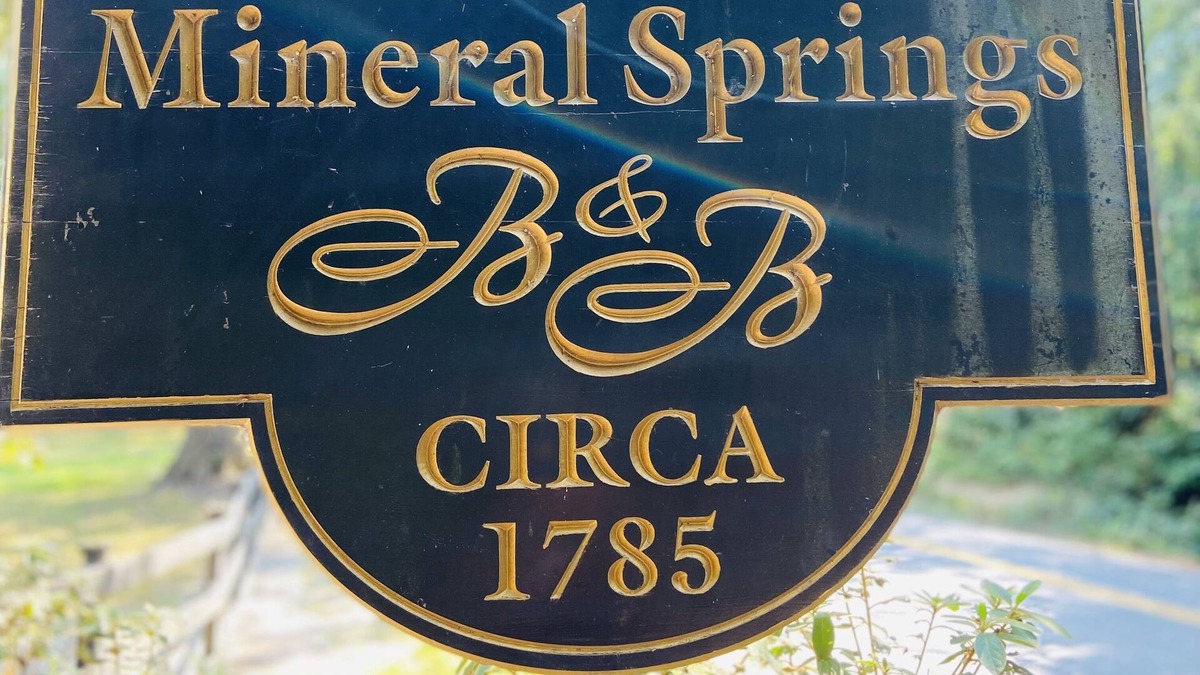 Mineral Springs
B & B
CIRCA
1785